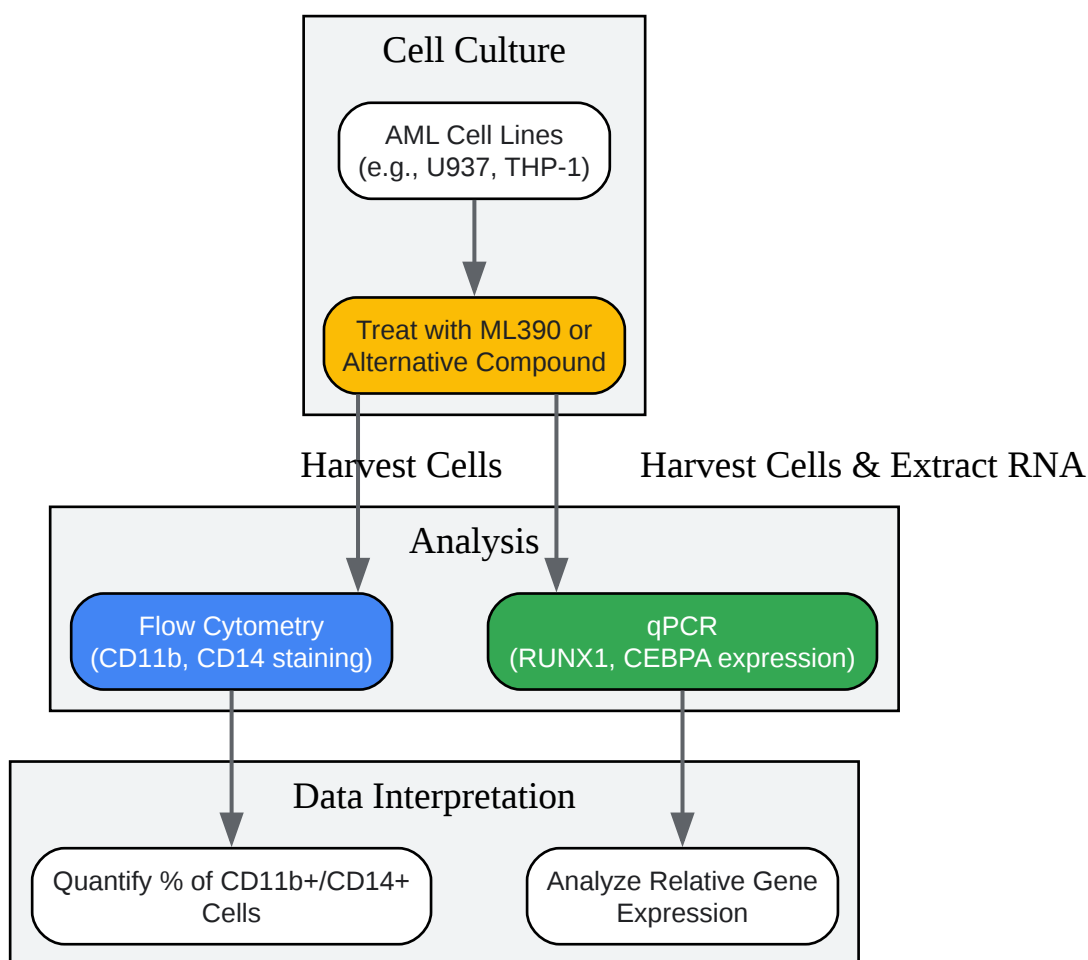 Cell Culture
AML Cell Lines
(e.g., U937, THP-1)
Treat with ML390 or
Alternative Compound
Harvest Cells
Harvest Cells & Extract RNA
Analysis
Flow Cytometry
(CD11b, CD14 staining)
qPCR
(RUNX1, CEBPA expression)
Data Interpretation
Quantify % of CD11b+/CD14+
Cells
Analyze Relative Gene
Expression